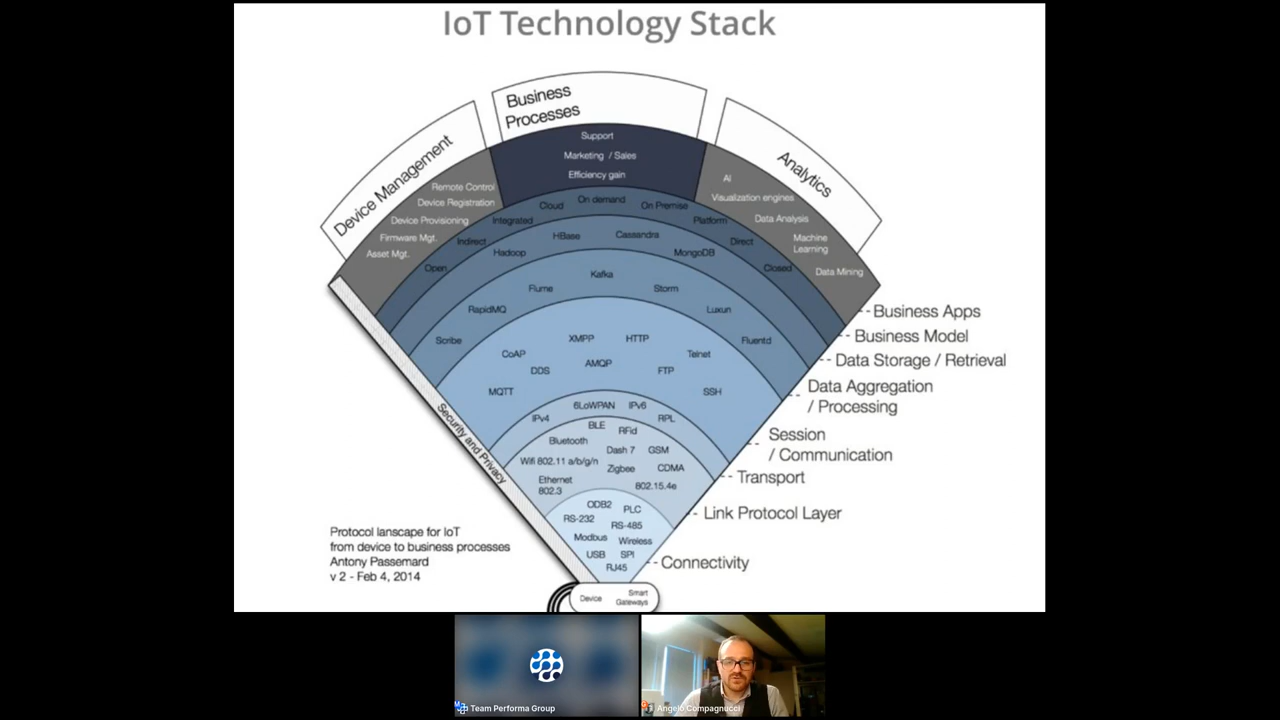 IoT Technology Stack
Device Management
Business
Processes
Analytics
Support
Marketing / Sales
Efficiency gain
Remote Control
Device Registration
Device Provisioning
Firmware Mgt.
Asset Mgt.
AI
Visualization engines
Data Analysis
Machine
Learning
Data Mining
Open
Indirect
Integrated
Cloud
On demand
On Premise
Platform
Direct
Closed
Hadoop
HBase
Cassandra
MongoDB
Scribe
RapidMQ
Flume
Kafka
Storm
Luxun
Fluentd
MQTT
CoAP
DDS
XMPP
AMQP
HTTP
FTP
Telnet
SSH
IPv4
6LoWPAN
IPv6
RPL
BLE
RFid
Bluetooth
Dash 7
GSM
Wifi 802.11 a/b/g/n
Zigbee
CDMA
Ethernet
802.3
802.15.4e
ODB2
PLC
RS-232
RS-485
Modbus
Wireless
USB
SPI
RJ45
Security and Privacy
Business Apps
Business Model
Data Storage / Retrieval
Data Aggregation
/ Processing
Session
/ Communication
Transport
Link Protocol Layer
Connectivity
Protocol lanscape for IoT
from device to business processes
Antony Passemard
v 2 - Feb 4, 2014
Device
Smart
Gateways
Team Performa Group
Angelo Compagnucci